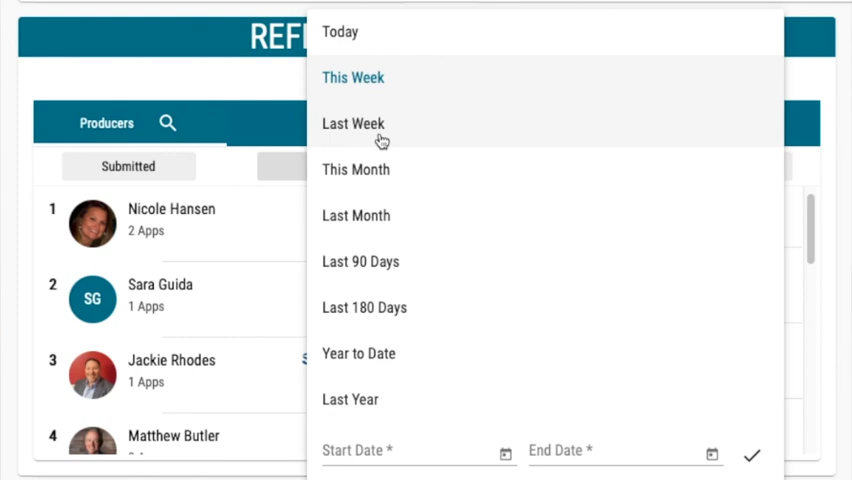 REF
Today
This Week
Last Week
This Month
Last Month
Last 90 Days
Last 180 Days
Year to Date
Last Year
Start Date *
End Date *
Producers
Submitted
1
Nicole Hansen
2 Apps
2
SG
Sara Guida
1 Apps
3
Jackie Rhodes
1 Apps
4
Matthew Butler